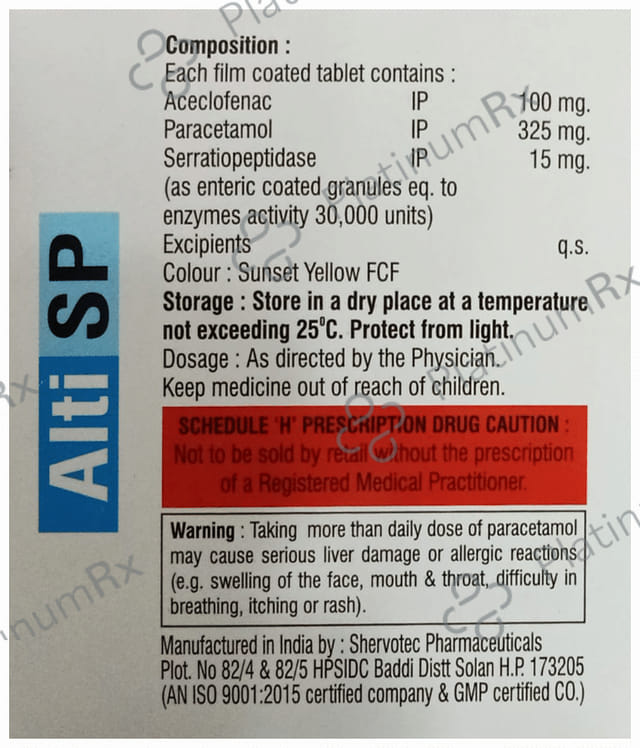 Composition :
Each film coated tablet contains :
Aceclofenac IP 100 mg.
Paracetamol IP 325 mg.
Serratiopeptidase IP 15 mg.
(as enteric coated granules eq. to
enzymes activity 30,000 units)
Excipients q.s.
Colour : Sunset Yellow FCF
Storage : Store in a dry place at a temperature
not exceeding 25°C. Protect from light.
Dosage : As directed by the Physician.
Keep medicine out of reach of children.
SCHEDULE 'H' PRESCRIPTION DRUG CAUTION :
Not to be sold by retail without the prescription
of a Registered Medical Practitioner.
Warning : Taking more than daily dose of paracetamol
may cause serious liver damage or allergic reactions
(e.g. swelling of the face, mouth & throat, difficulty in
breathing, itching or rash).
Manufactured in India by : Shervotec Pharmaceuticals
Plot. No 82/4 & 82/5 HPSIDC Baddi Distt Solan H.P. 173205
(AN ISO 9001:2015 certified company & GMP certified CO.)
Alti SP
PlatinumRx
PlatinumRx